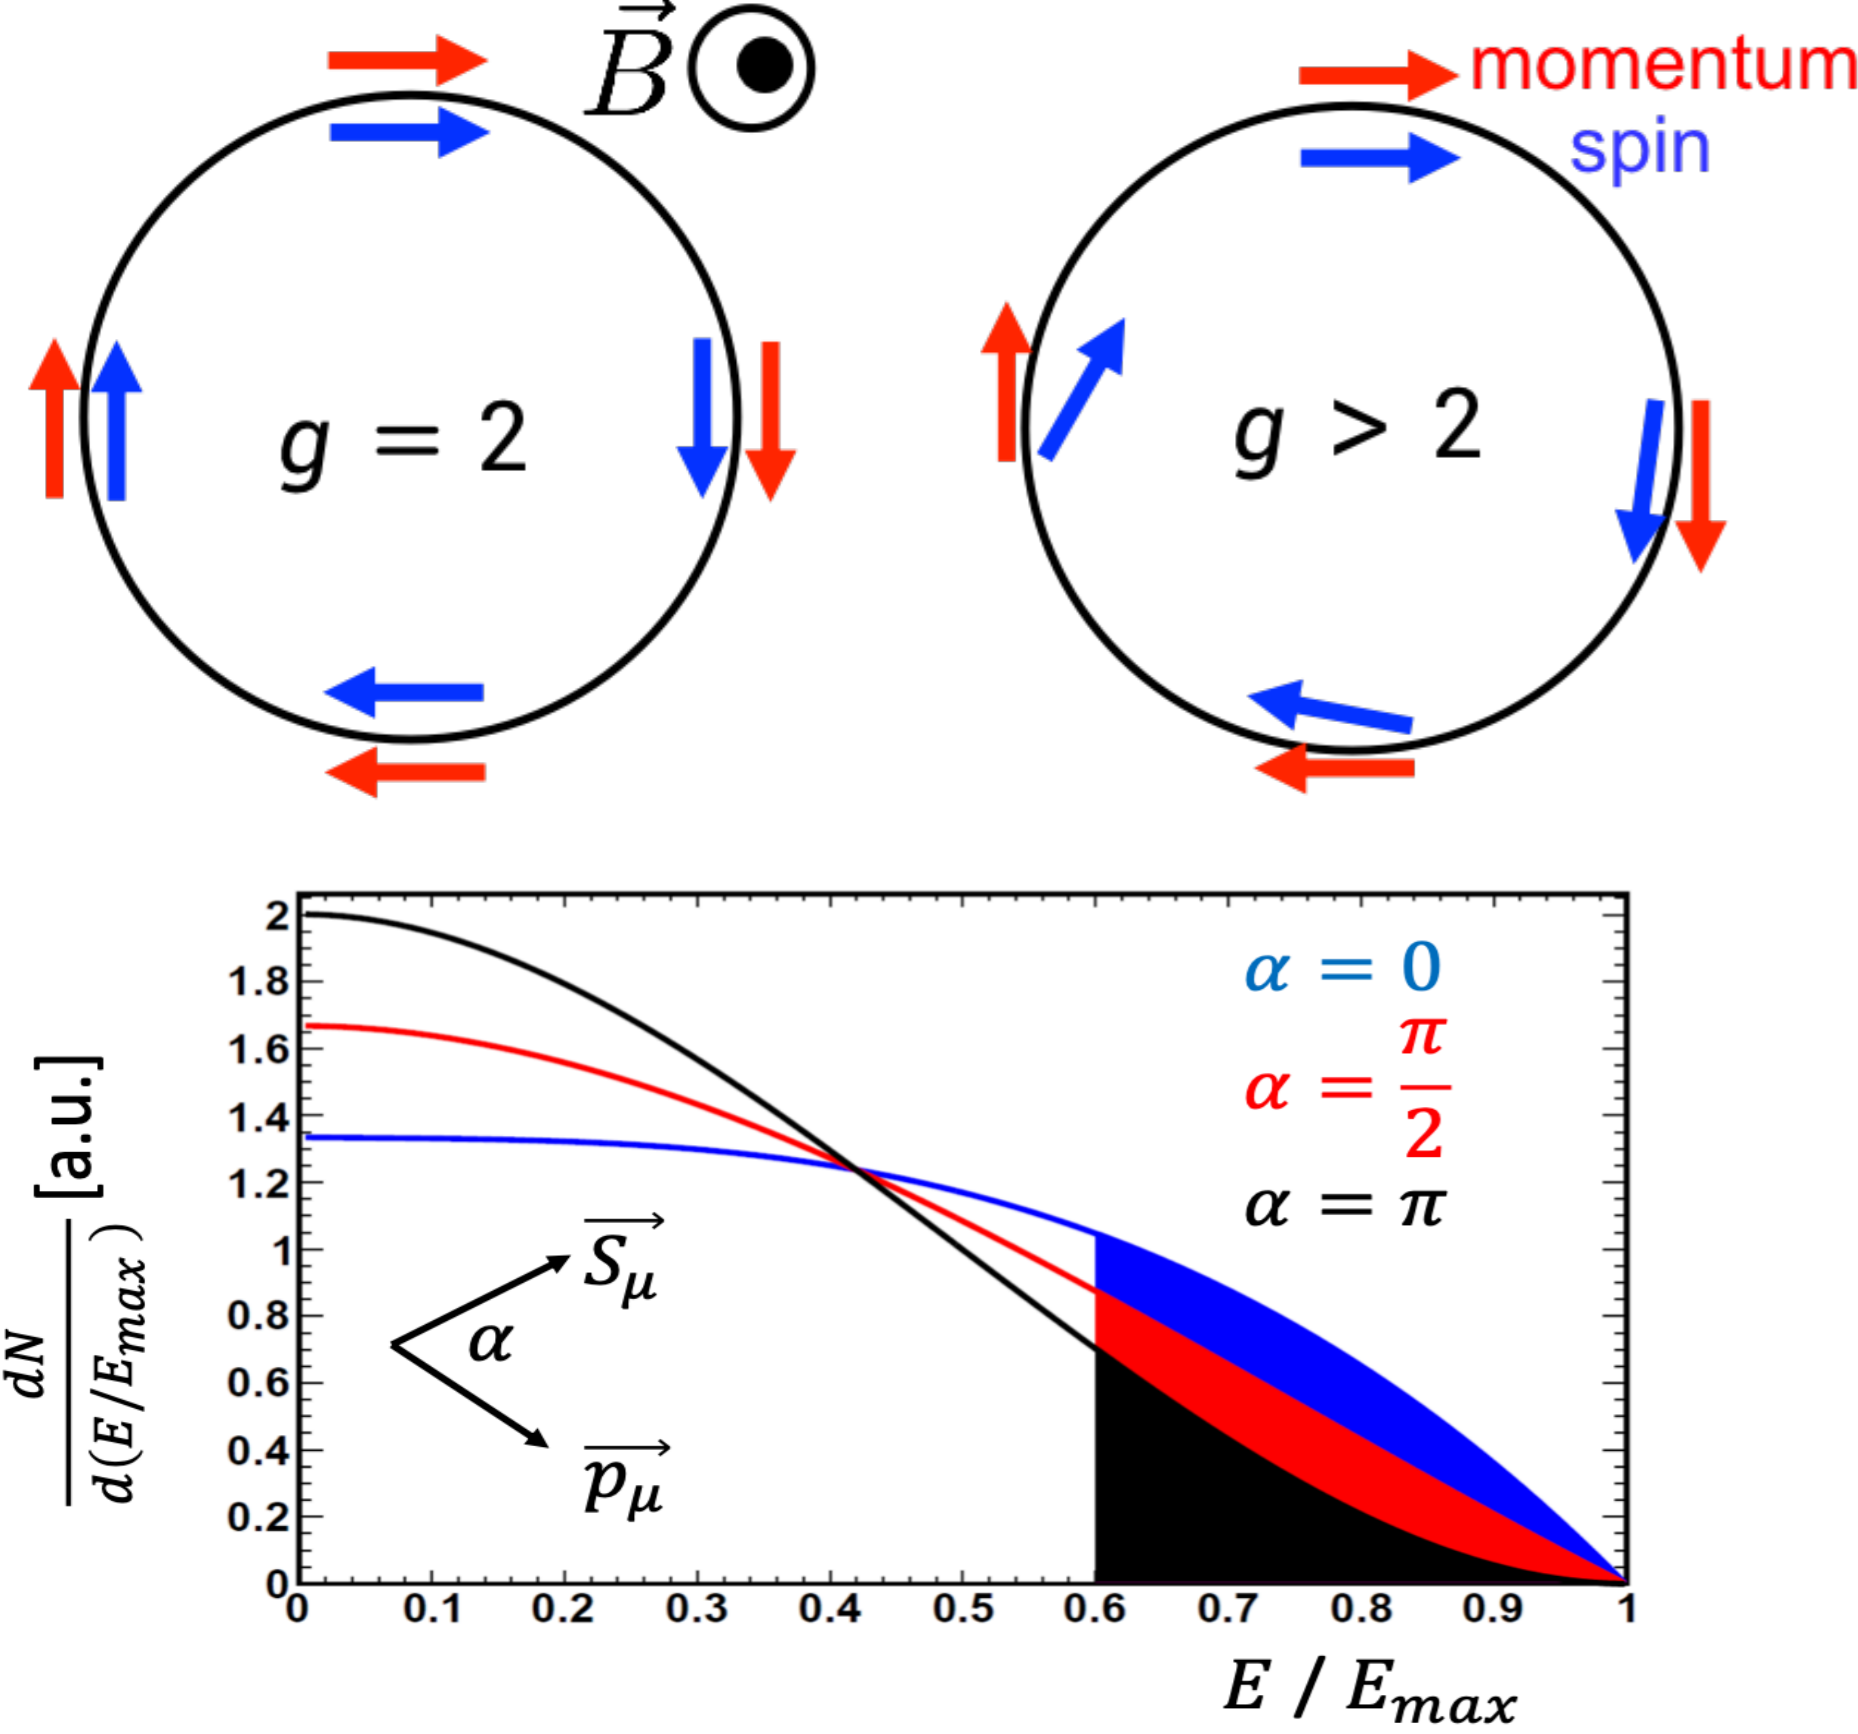 B⃗
momentum
spin
g = 2
g > 2
α = 0
α = π/2
α = π
S⃗_μ
α
p⃗_μ
dN / d(E/E_max) [a.u.]
2
1.8
1.6
1.4
1.2
1
0.8
0.6
0.4
0.2
0
0 0.1 0.2 0.3 0.4 0.5 0.6 0.7 0.8 0.9 1
E / E_max